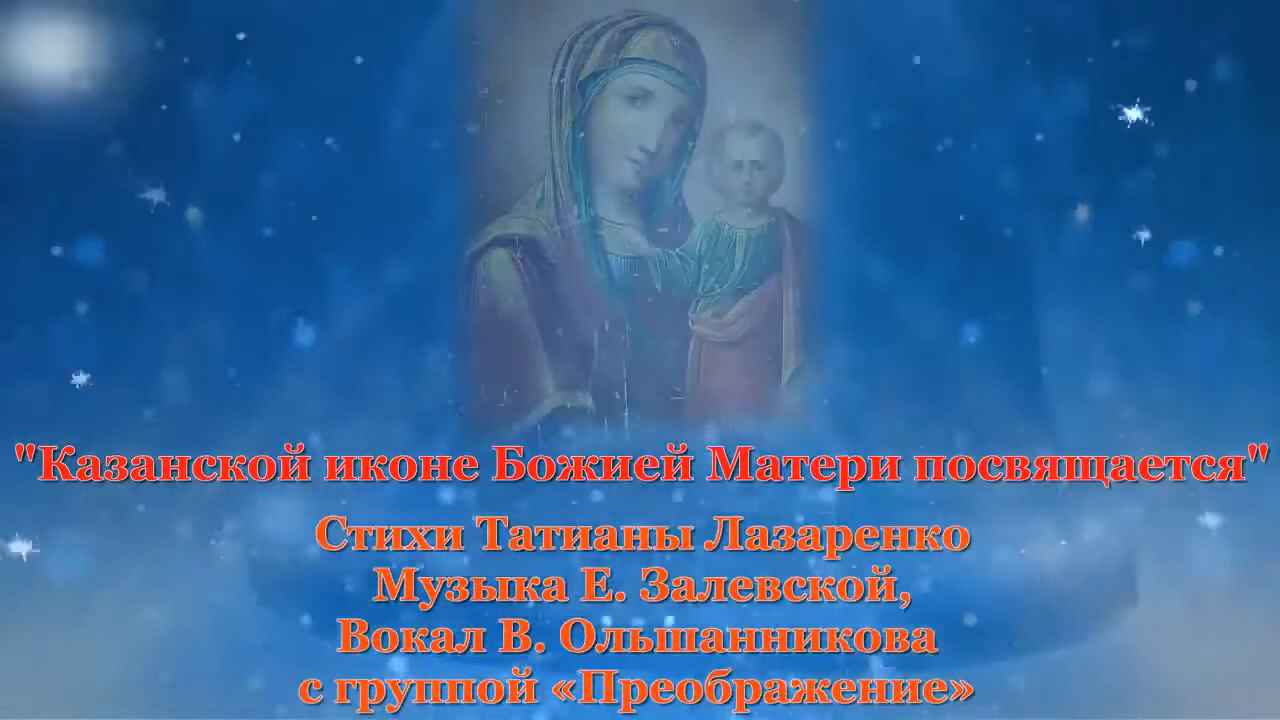 "Казанской иконе Божией Матери посвящается"
Стихи Татианы Лазаренко
Музыка Е. Залевской,
Вокал В. Ольшанникова
с группой «Преображение»